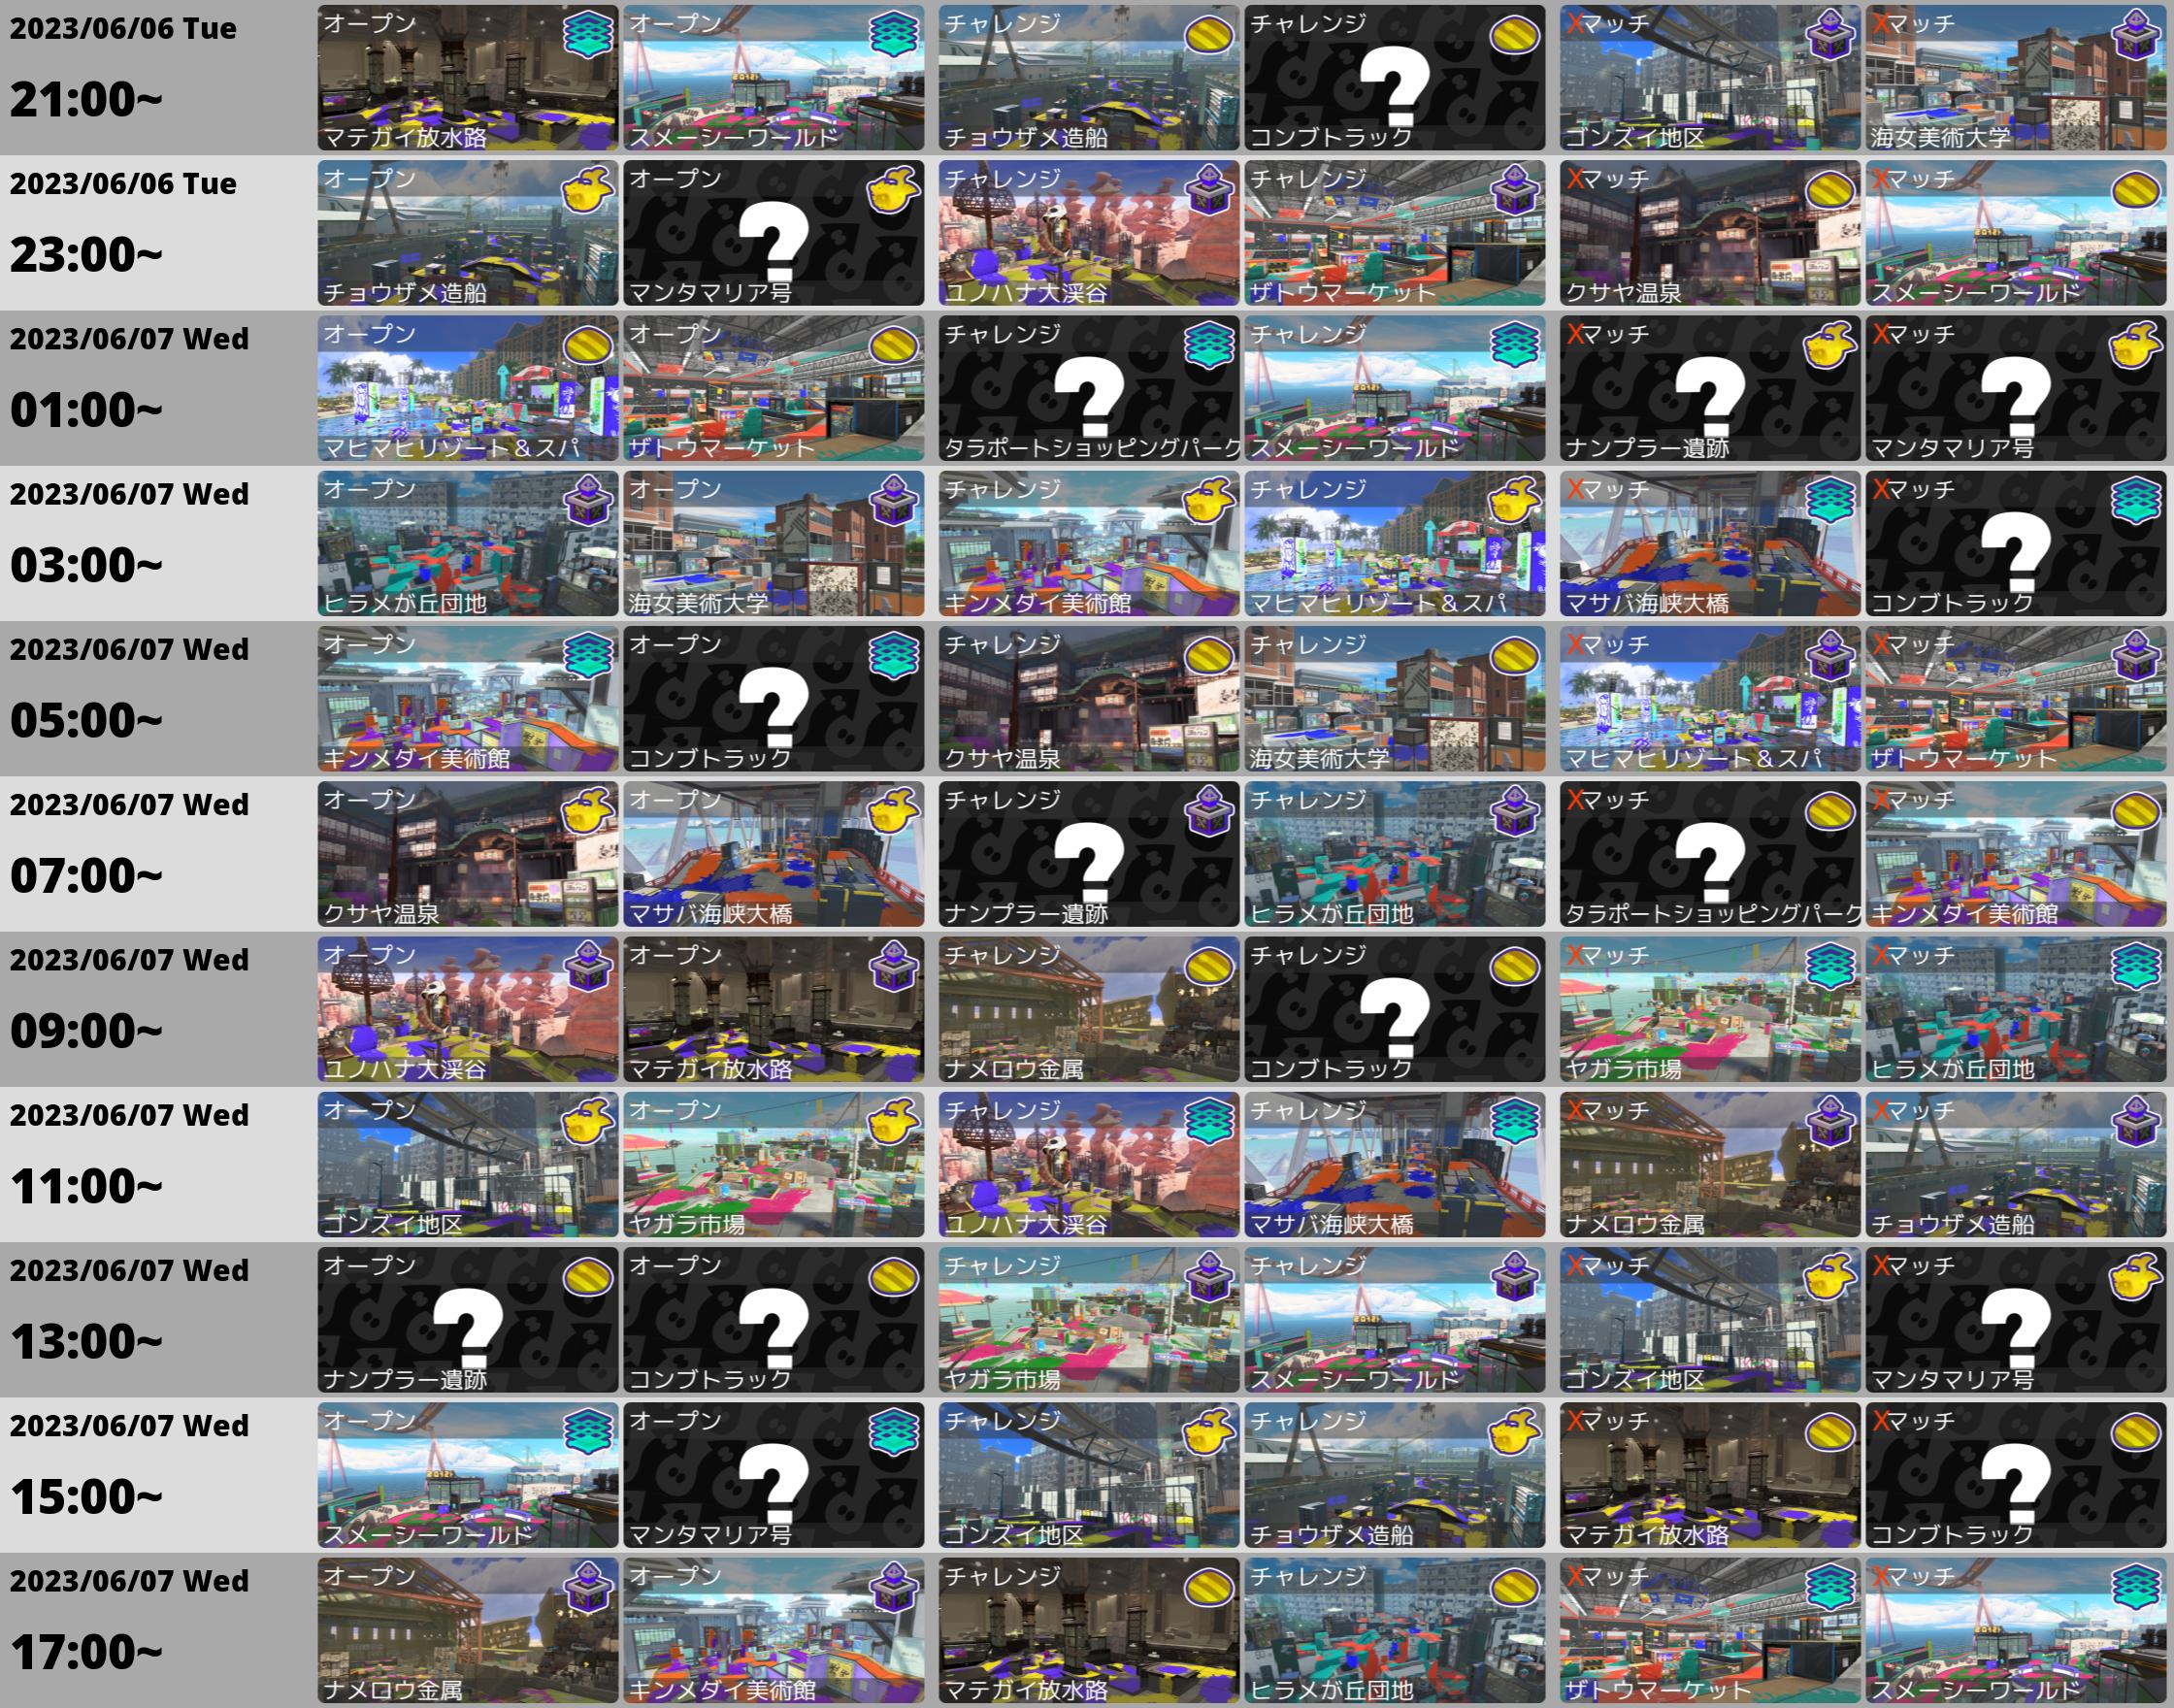 2023/06/06 Tue
21:00~
オープン オープン チャレンジ チャレンジ Xマッチ Xマッチ
マテガイ放水路 スメーシーワールド チョウザメ造船 コンブトラック ゴンズイ地区 海女美術大学
2023/06/06 Tue
23:00~
オープン オープン チャレンジ チャレンジ Xマッチ Xマッチ
チョウザメ造船 マンタマリア号 ユノハナ大渓谷 ザトウマーケット クサヤ温泉 スメーシーワールド
2023/06/07 Wed
01:00~
オープン オープン チャレンジ チャレンジ Xマッチ Xマッチ
マヒマヒリゾート&スパ ザトウマーケット タラポートショッピングパーク スメーシーワールド ナンプラー遺跡 マンタマリア号
2023/06/07 Wed
03:00~
オープン オープン チャレンジ チャレンジ Xマッチ Xマッチ
ヒラメが丘団地 海女美術大学 キンメダイ美術館 マヒマヒリゾート&スパ マサバ海峡大橋 コンブトラック
2023/06/07 Wed
05:00~
オープン オープン チャレンジ チャレンジ Xマッチ Xマッチ
キンメダイ美術館 コンブトラック クサヤ温泉 海女美術大学 マヒマヒリゾート&スパ ザトウマーケット
2023/06/07 Wed
07:00~
オープン オープン チャレンジ チャレンジ Xマッチ Xマッチ
クサヤ温泉 マサバ海峡大橋 ナンプラー遺跡 ヒラメが丘団地 タラポートショッピングパーク キンメダイ美術館
2023/06/07 Wed
09:00~
オープン オープン チャレンジ チャレンジ Xマッチ Xマッチ
ユノハナ大渓谷 マテガイ放水路 ナメロウ金属 コンブトラック ヤガラ市場 ヒラメが丘団地
2023/06/07 Wed
11:00~
オープン オープン チャレンジ チャレンジ Xマッチ Xマッチ
ゴンズイ地区 ヤガラ市場 ユノハナ大渓谷 マサバ海峡大橋 ナメロウ金属 チョウザメ造船
2023/06/07 Wed
13:00~
オープン オープン チャレンジ チャレンジ Xマッチ Xマッチ
ナンプラー遺跡 コンブトラック ヤガラ市場 スメーシーワールド ゴンズイ地区 マンタマリア号
2023/06/07 Wed
15:00~
オープン オープン チャレンジ チャレンジ Xマッチ Xマッチ
スメーシーワールド マンタマリア号 ゴンズイ地区 チョウザメ造船 マテガイ放水路 コンブトラック
2023/06/07 Wed
17:00~
オープン オープン チャレンジ チャレンジ Xマッチ Xマッチ
ナメロウ金属 キンメダイ美術館 マテガイ放水路 ヒラメが丘団地 ザトウマーケット スメーシーワールド